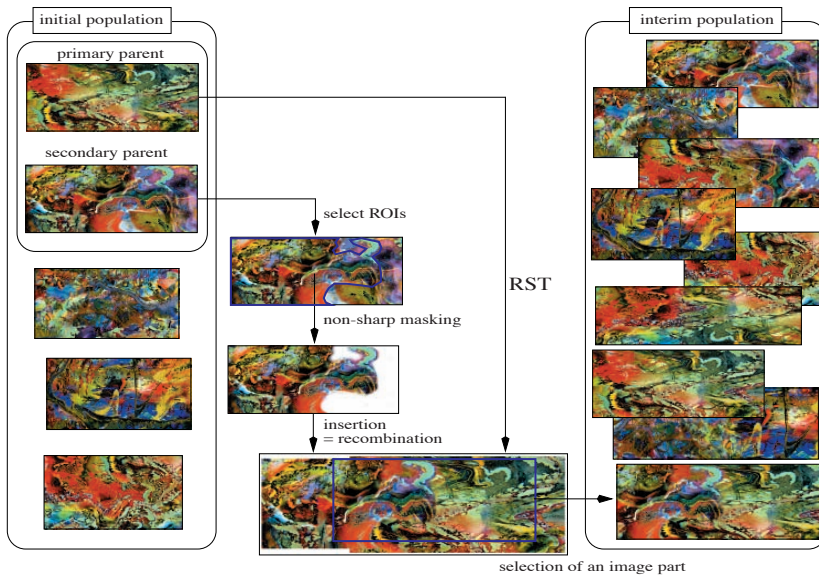 initial population
interim population
primary parent
secondary parent
select ROIs
RST
non-sharp masking
insertion
= recombination
selection of an image part